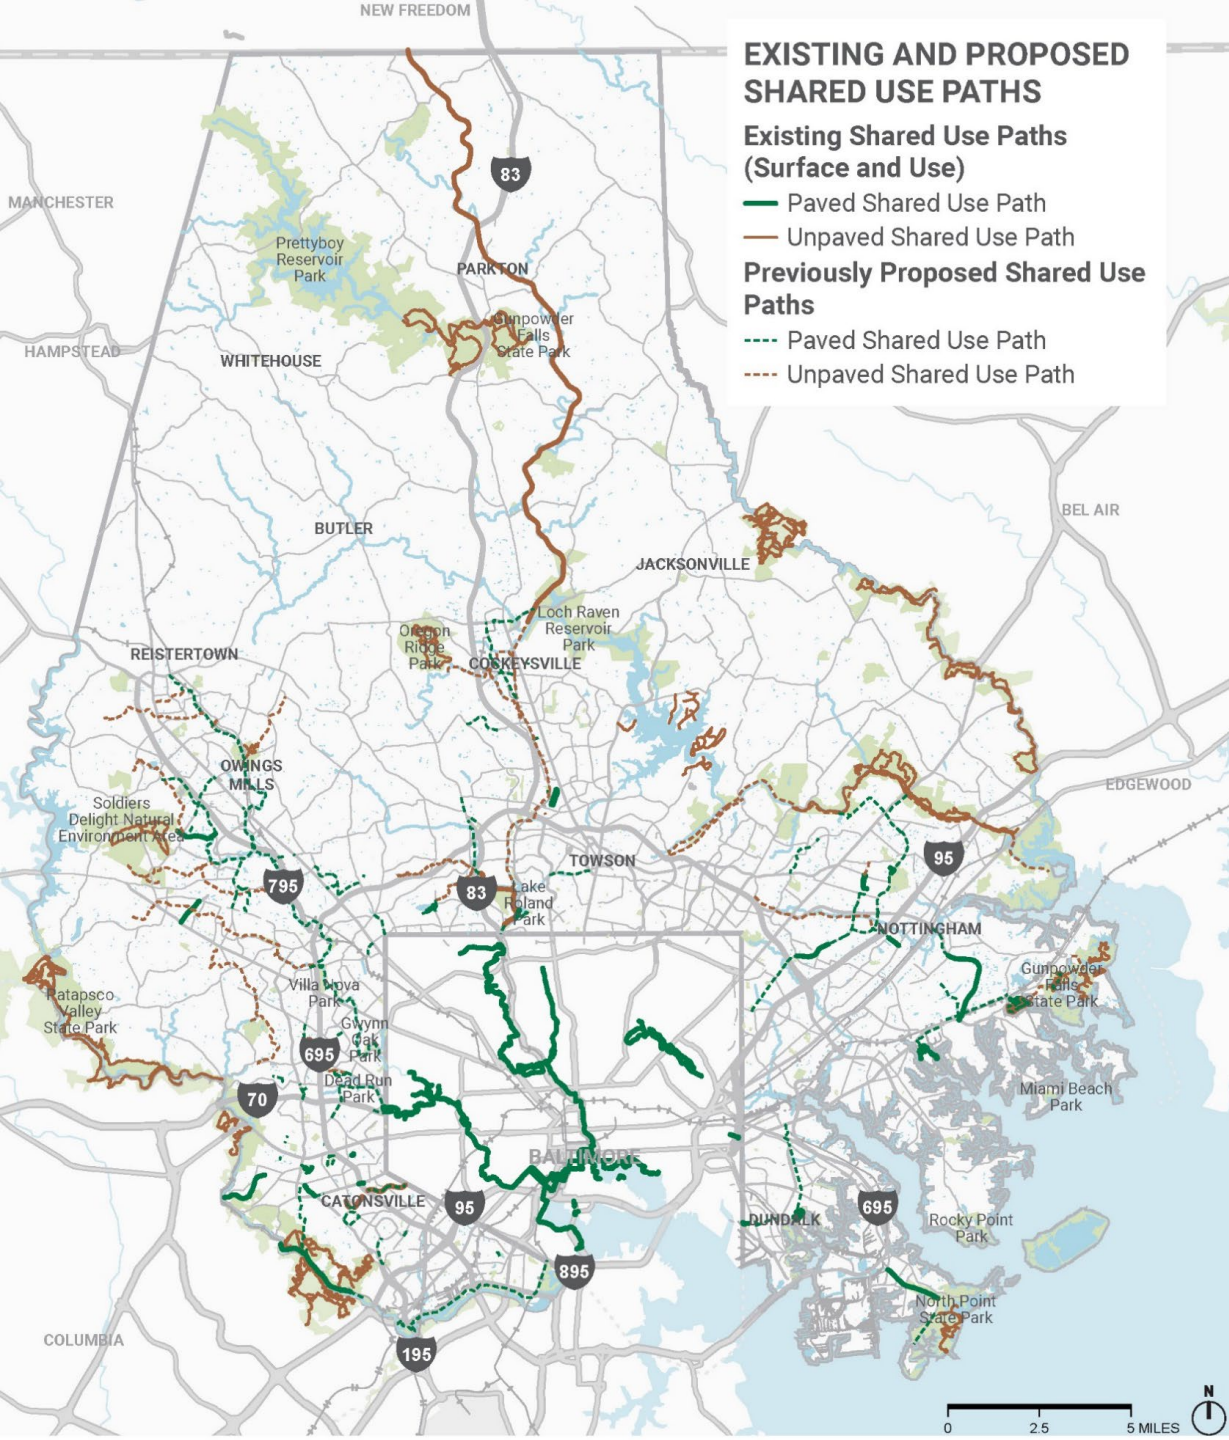 NEW FREEDOM
EXISTING AND PROPOSED
SHARED USE PATHS
Existing Shared Use Paths
(Surface and Use)
Paved Shared Use Path
Unpaved Shared Use Path
Previously Proposed Shared Use
Paths
Paved Shared Use Path
Unpaved Shared Use Path
83
MANCHESTER
Prettyboy
Reservoir
Park
PARKTON
Gunpowder
Falls
State Park
HAMPSTEAD
WHITEHOUSE
BEL AIR
BUTLER
JACKSONVILLE
Loch Raven
Reservoir
Park
Oregon
Ridge
Park
REISTERTOWN
COCKEYSVILLE
OWINGS
MILLS
EDGEWOOD
Soldiers
Delight Natural
Environment Area
TOWSON
95
795
83
Lake
Roland
Park
NOTTINGHAM
Gunpowder
Falls
State Park
Villa Nova
Park
Patapsco
Valley
State Park
Gwynn
Oak
Park
695
Dead Run
Park
70
Miami Beach
Park
BALTIMORE
CATONSVILLE
95
695
DUNDALK
Rocky Point
Park
895
North Point
State Park
COLUMBIA
195
N
0 2.5 5 MILES